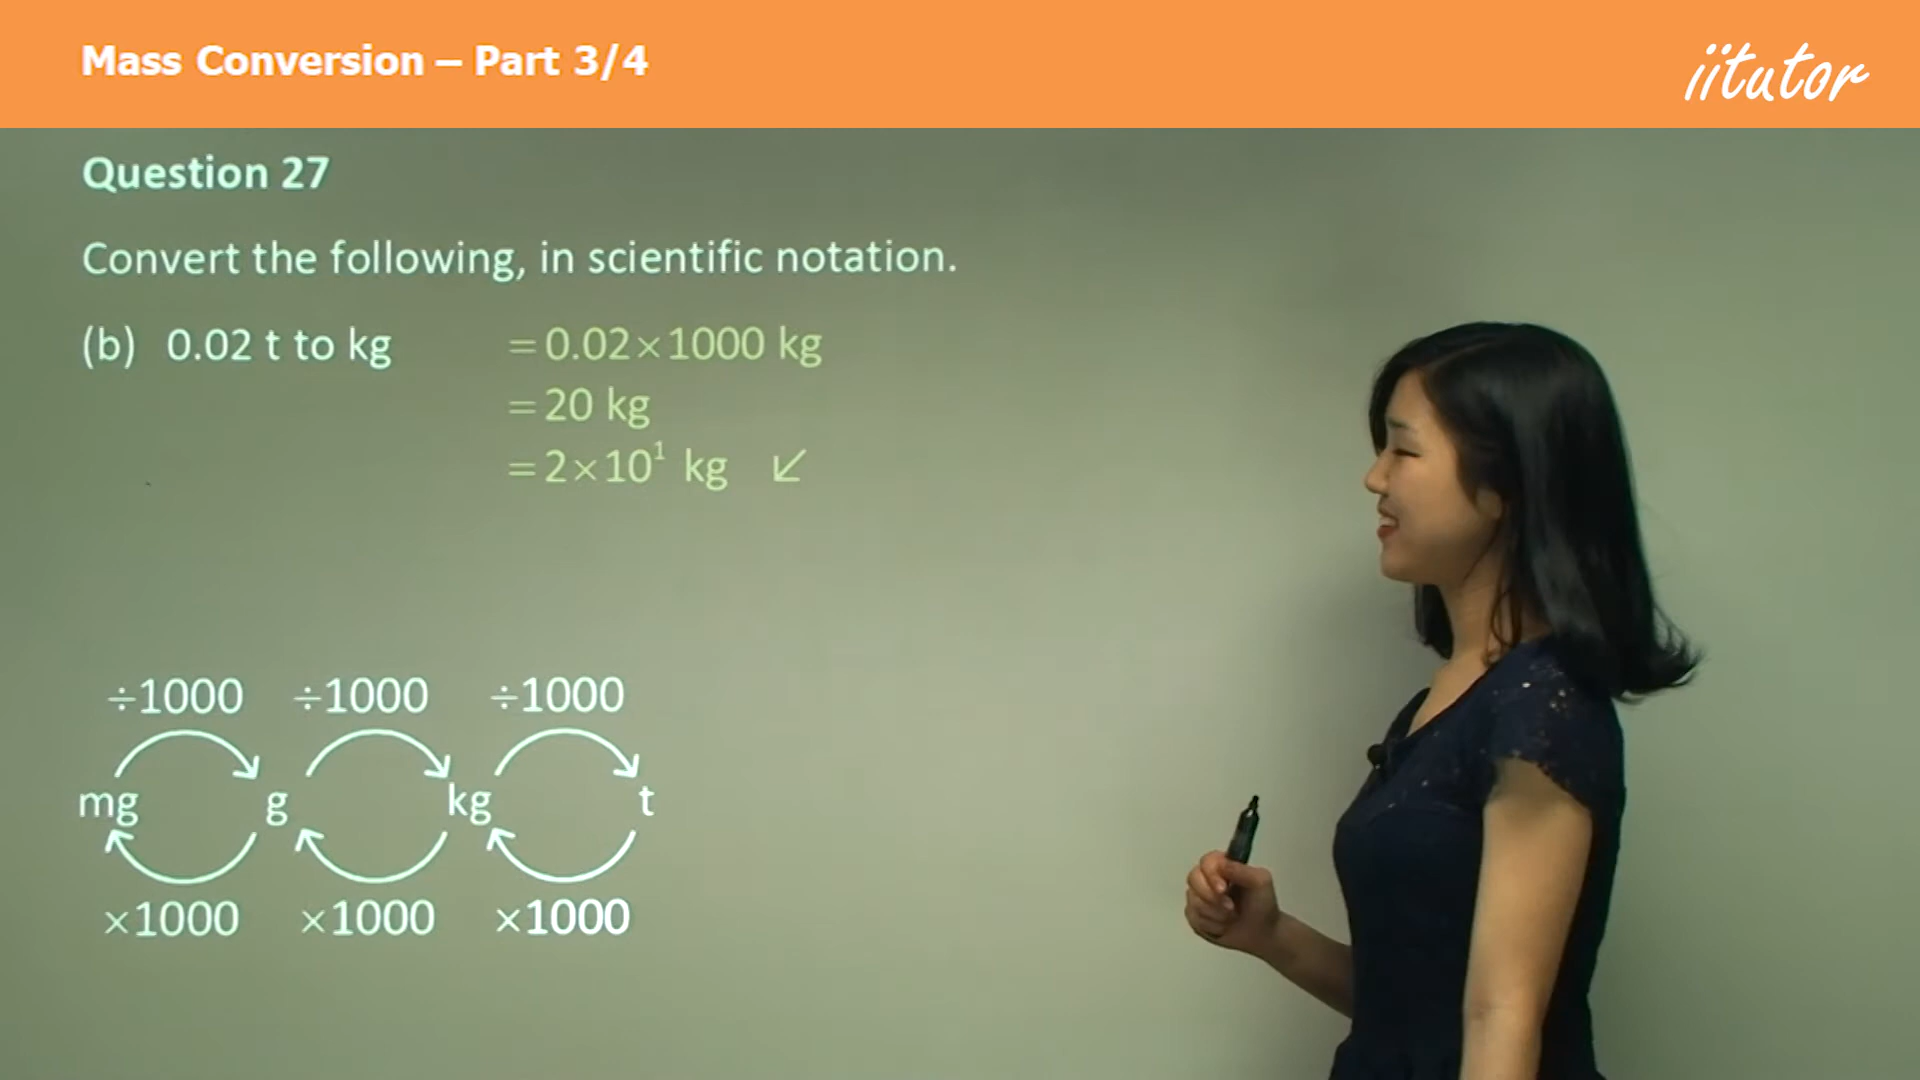 Mass Conversion – Part 3/4
iitutor
Question 27
Convert the following, in scientific notation.
(b) 0.02 t to kg = 0.02×1000 kg
= 20 kg
= 2×10¹ kg ↙
÷1000 ÷1000 ÷1000
mg g kg t
×1000 ×1000 ×1000